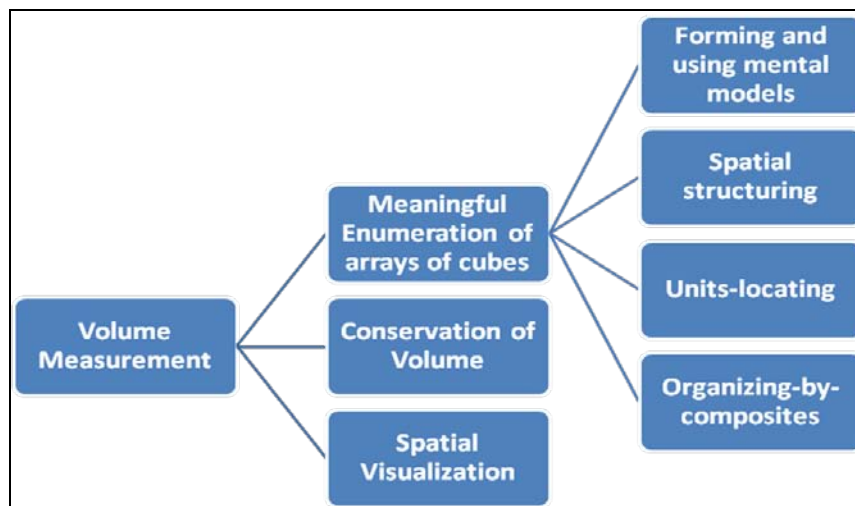 Volume
Measurement
Meaningful
Enumeration of
arrays of cubes
Conservation of
Volume
Spatial
Visualization
Forming and
using mental
models
Spatial
structuring
Units-locating
Organizing-by-
composites